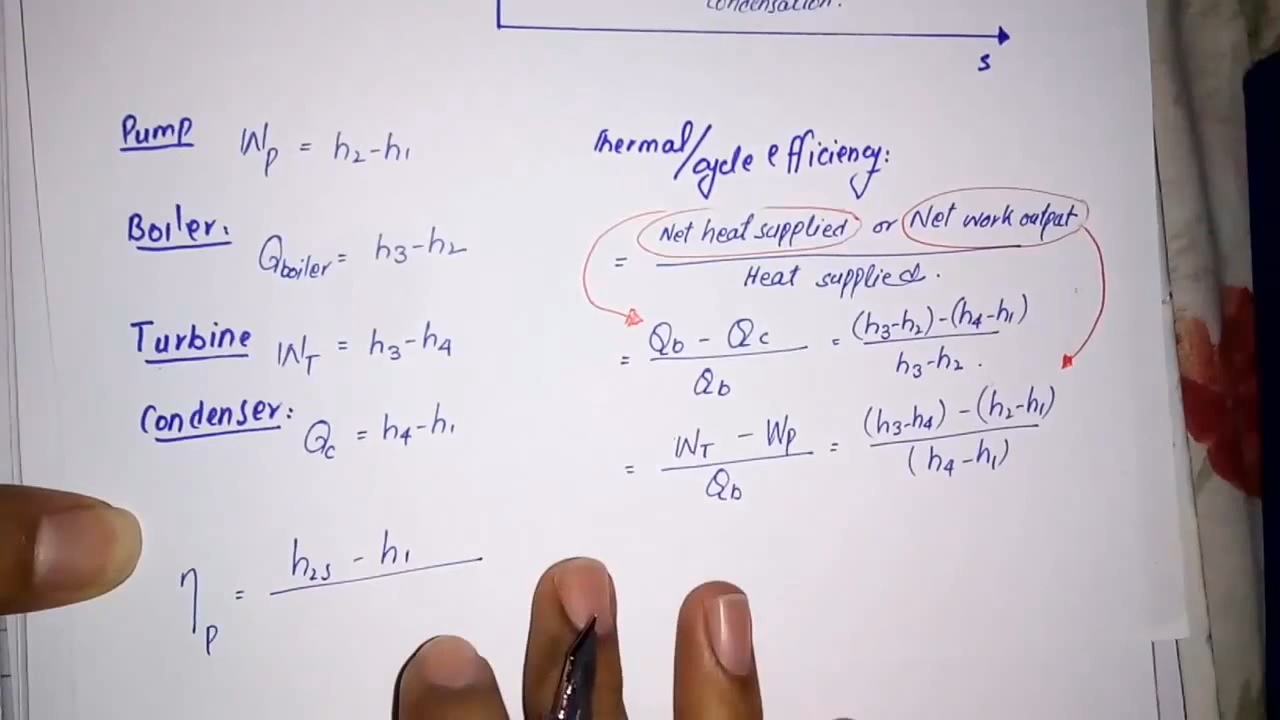 condensation.
s
Pump Wp = h2-h1
Boiler: Qboiler = h3-h2
Turbine WT = h3-h4
Condenser: Qc = h4-h1
ηp = h2s - h1
Thermal/cycle efficiency:
= Net heat supplied or Net work output
Heat supplied.
= Qb - Qc / Qb = (h3-h2)-(h4-h1) / h3-h2.
= WT - Wp / Qb = (h3-h4) - (h2-h1) / (h4-h1)